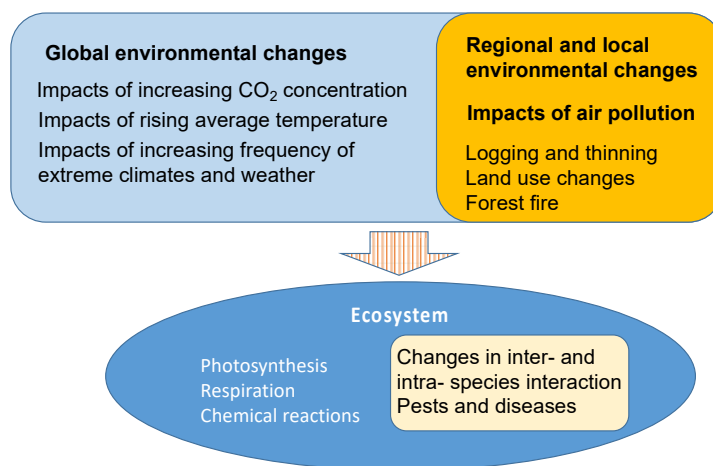 Global environmental changes
Impacts of increasing CO₂ concentration
Impacts of rising average temperature
Impacts of increasing frequency of
extreme climates and weather
Regional and local
environmental changes
Impacts of air pollution
Logging and thinning
Land use changes
Forest fire
Ecosystem
Photosynthesis
Respiration
Chemical reactions
Changes in inter- and
intra- species interaction
Pests and diseases